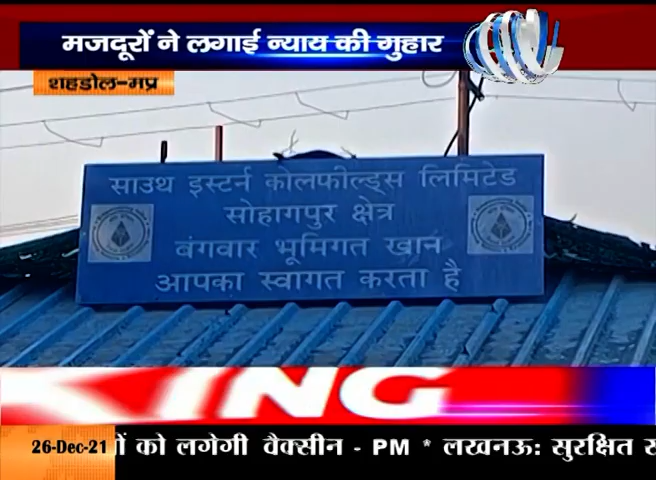 मजदूरों ने लगाई न्याय की गुहार
शहडोल-मप्र
साउथ इस्टर्न कोलफील्ड्स लिमिटेड
सोहागपुर क्षेत्र
बंगवार भूमिगत खान
आपका स्वागत करता है
KING
26-Dec-21 ों को लगेगी वैक्सीन - PM * लखनऊ: सुरक्षित